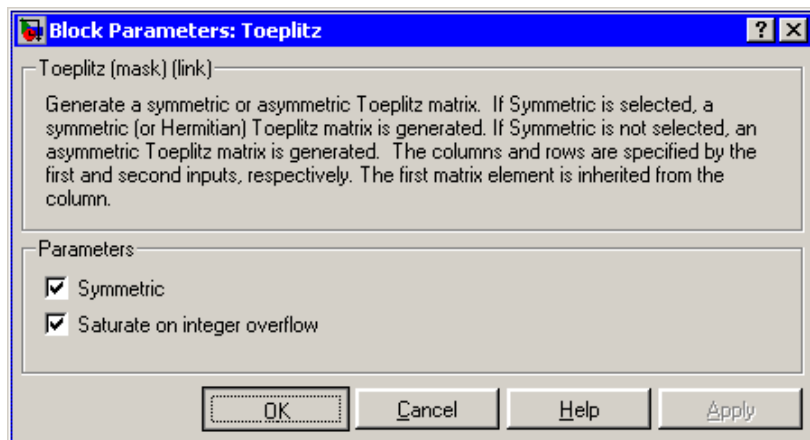 Block Parameters: Toeplitz
Toeplitz (mask) (link)
Generate a symmetric or asymmetric Toeplitz matrix.  If Symmetric is selected, a
symmetric (or Hermitian) Toeplitz matrix is generated. If Symmetric is not selected, an
asymmetric Toeplitz matrix is generated.  The columns and rows are specified by the
first and second inputs, respectively. The first matrix element is inherited from the
column.
Parameters
Symmetric
Saturate on integer overflow
OK Cancel Help Apply